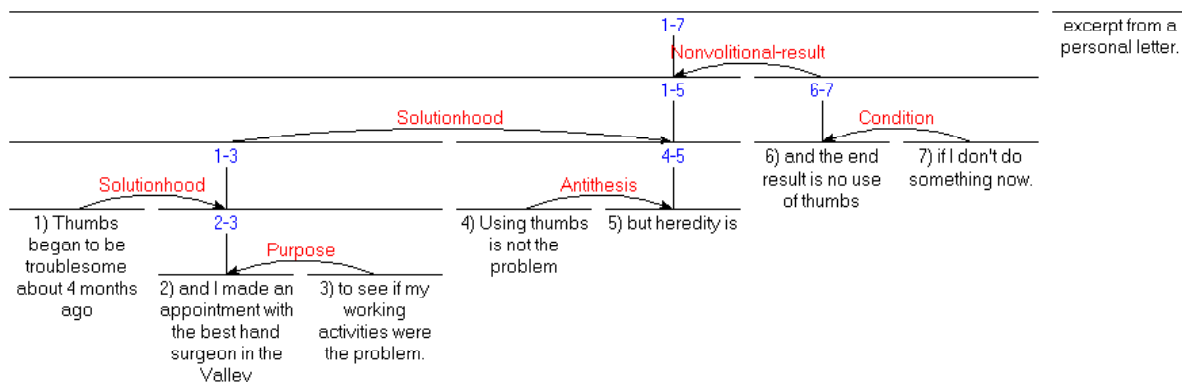 1-7
excerpt from a
personal letter.
Nonvolitional-result
1-5
6-7
Solutionhood
Condition
1-3
4-5
6) and the end
result is no use
of thumbs
7) if I don't do
something now.
Solutionhood
Antithesis
1) Thumbs
began to be
troublesome
about 4 months
ago
2-3
4) Using thumbs
is not the
problem
5) but heredity is
Purpose
2) and I made an
appointment with
the best hand
surgeon in the
Valley
3) to see if my
working
activities were
the problem.